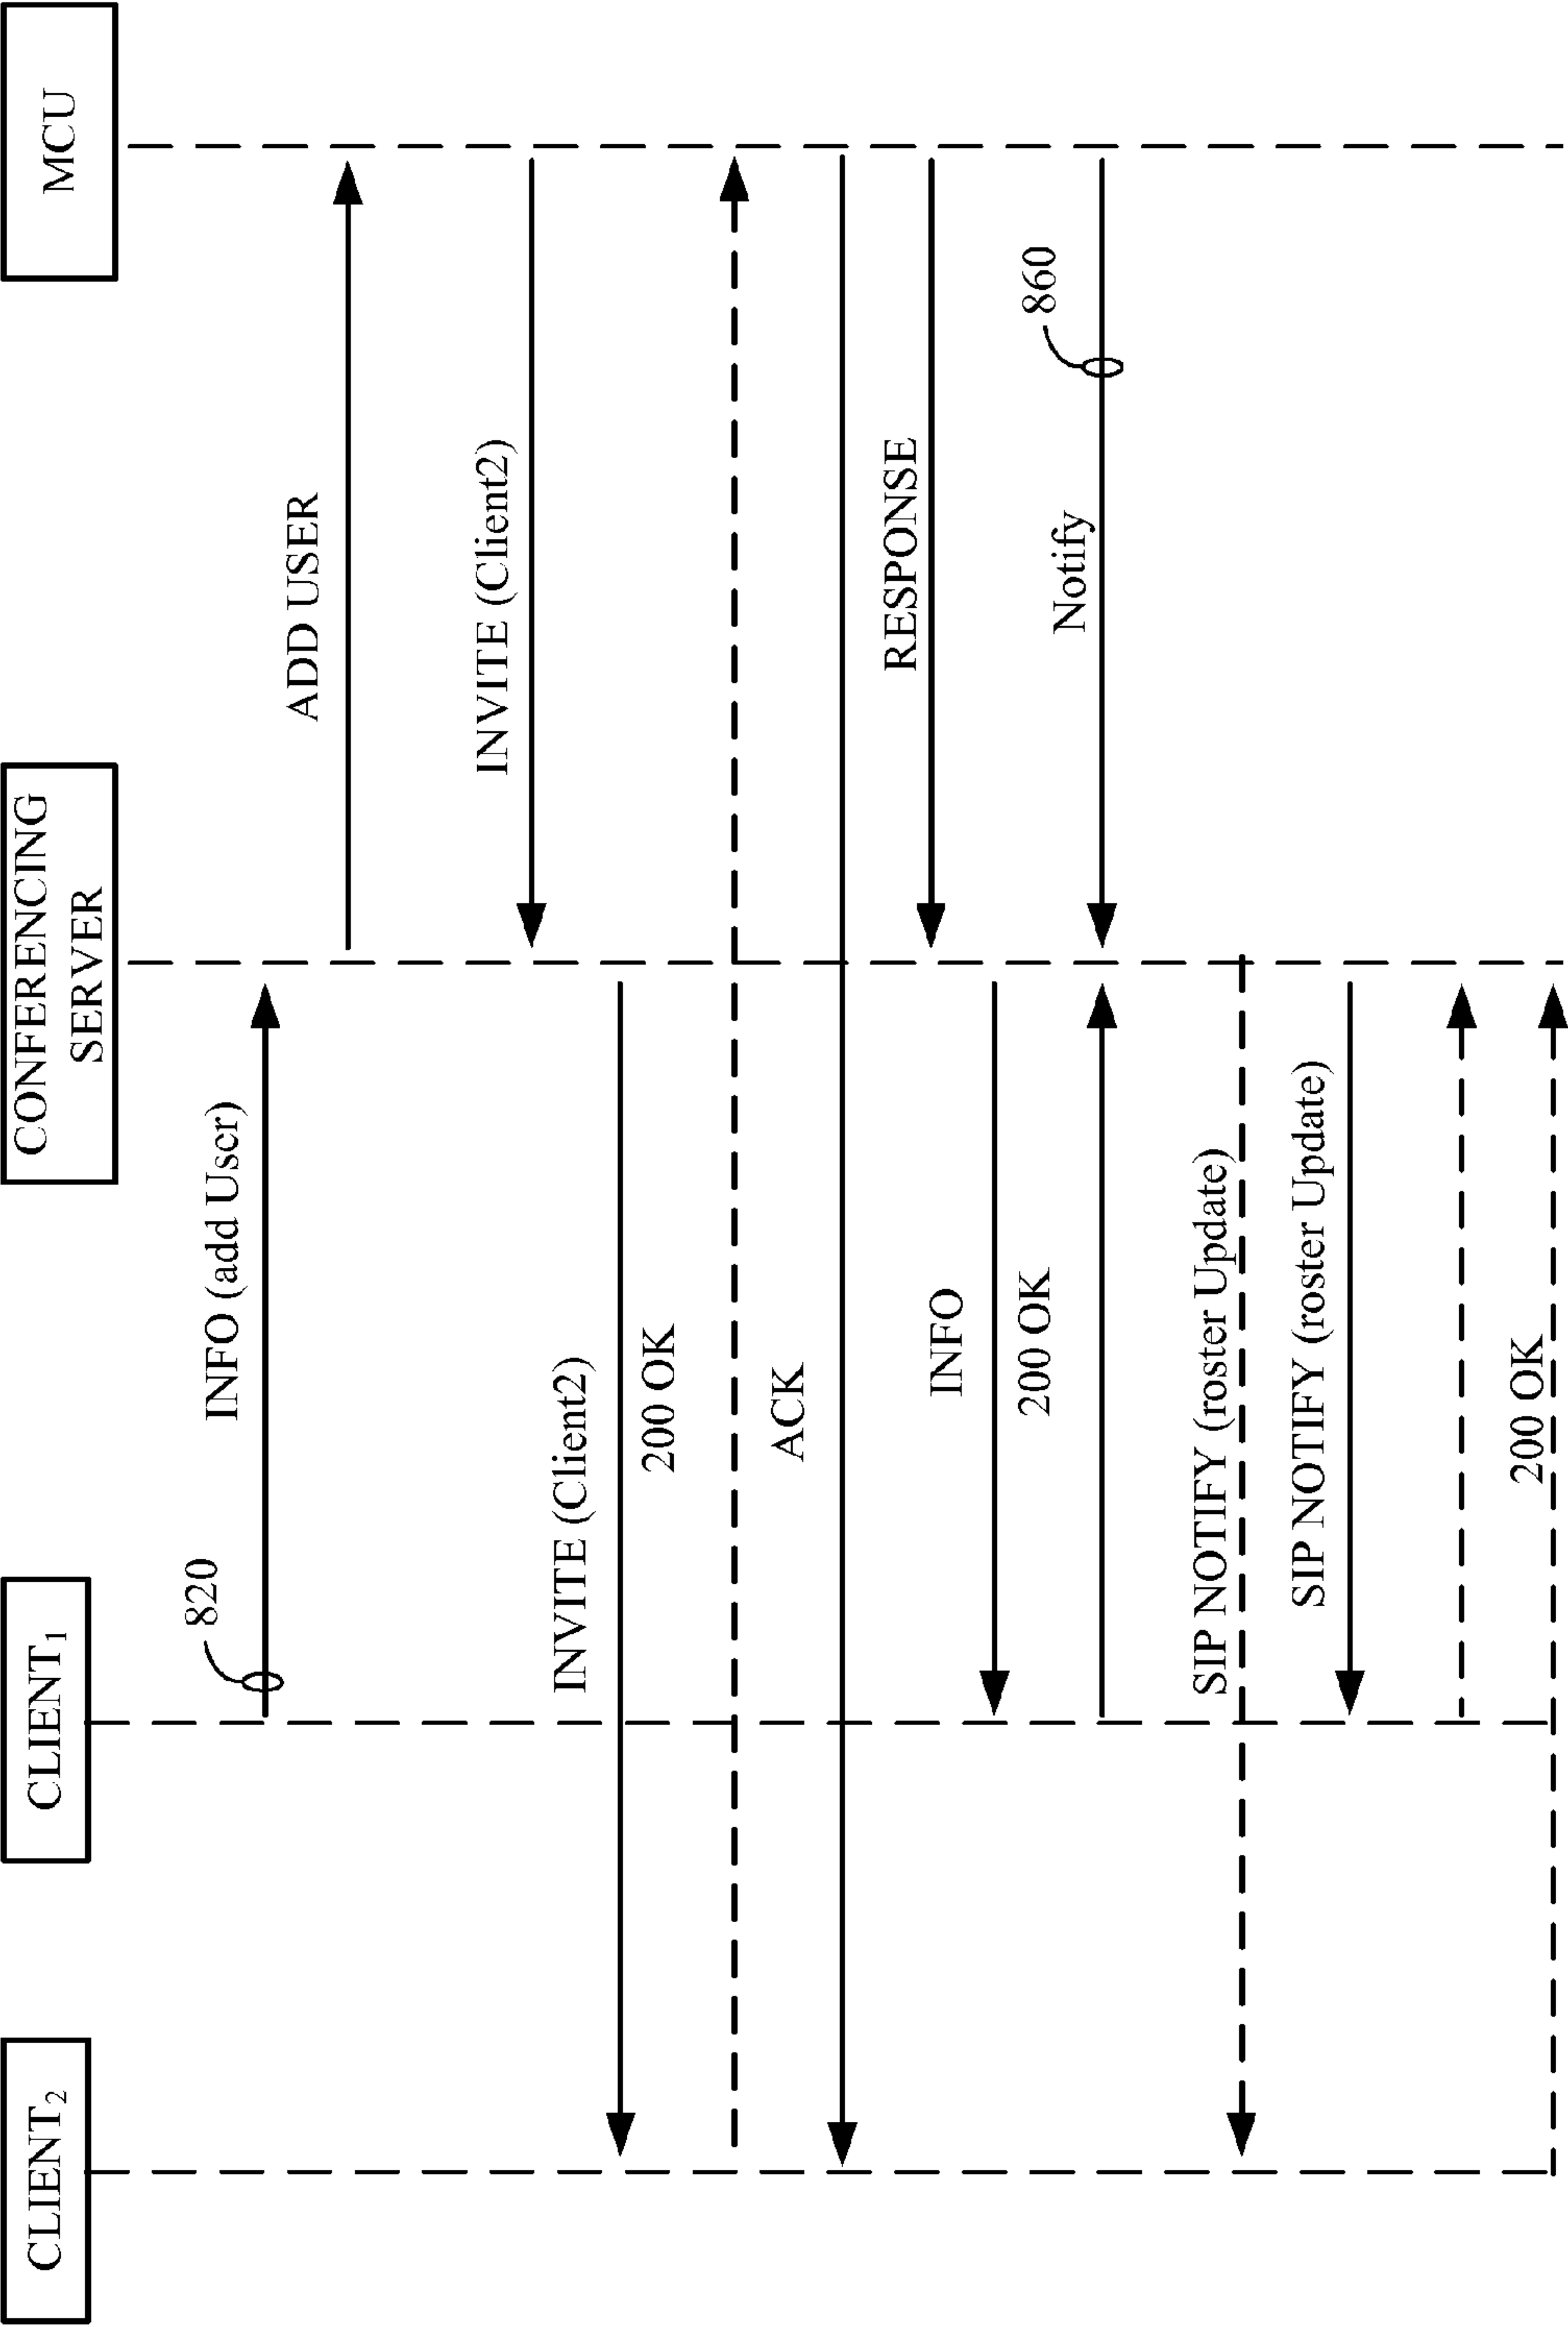 CLIENT2
CLIENT1
CONFERENCING
SERVER
MCU
820
INFO (add User)
ADD USER
INVITE (Client2)
INVITE (Client2)
200 OK
ACK
RESPONSE
INFO
200 OK
Notify
860
SIP NOTIFY (roster Update)
SIP NOTIFY (roster Update)
200 OK